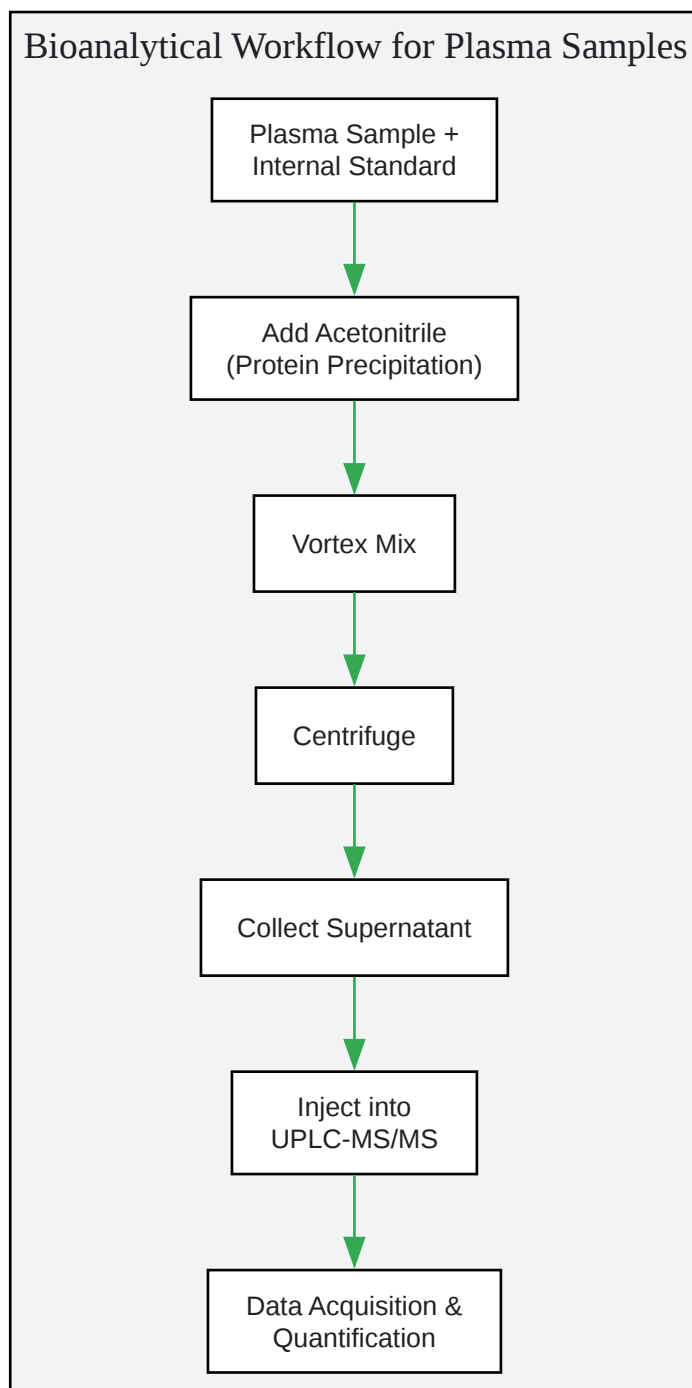 Bioanalytical Workflow for Plasma Samples
Plasma Sample +
Internal Standard
Add Acetonitrile
(Protein Precipitation)
Vortex Mix
Centrifuge
Collect Supernatant
Inject into
UPLC-MS/MS
Data Acquisition &
Quantification